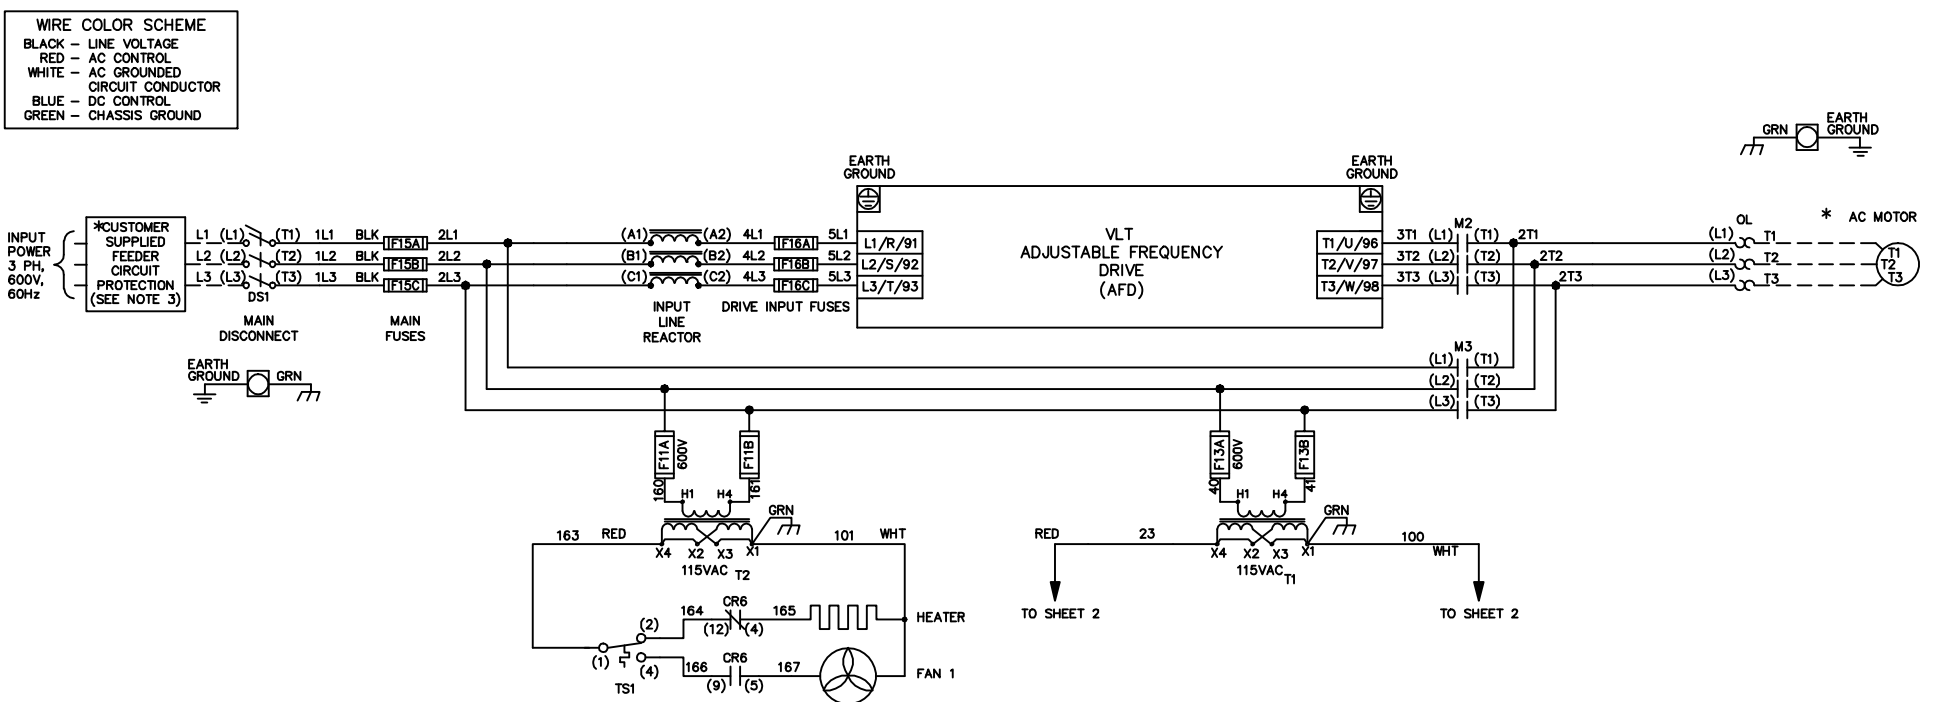 WIRE COLOR SCHEME
BLACK – LINE VOLTAGE
RED – AC CONTROL
WHITE – AC GROUNDED
CIRCUIT CONDUCTOR
BLUE – DC CONTROL
GREEN – CHASSIS GROUND
GRN
EARTH
GROUND
INPUT
POWER
3 PH,
600V,
60Hz
*CUSTOMER
SUPPLIED
FEEDER
CIRCUIT
PROTECTION
(SEE NOTE 3)
L1 (L1) (T1) 1L1 BLK F15A 2L1
L2 (L2) (T2) 1L2 BLK F15B 2L2
L3 (L3) (T3) 1L3 BLK F15C 2L3
DS1
MAIN
DISCONNECT
MAIN
FUSES
EARTH
GROUND
GRN
(A1) (A2) 4L1 F16A 5L1
(B1) (B2) 4L2 F16B 5L2
(C1) (C2) 4L3 F16C 5L3
INPUT
LINE
REACTOR
DRIVE INPUT FUSES
EARTH
GROUND
L1/R/91
L2/S/92
L3/T/93
VLT
ADJUSTABLE FREQUENCY
DRIVE
(AFD)
EARTH
GROUND
T1/U/96
T2/V/97
T3/W/98
M2
3T1 (L1) (T1) 2T1
3T2 (L2) (T2) 2T2
3T3 (L3) (T3) 2T3
OL
(L1) T1
(L2) T2
(L3) T3
* AC MOTOR
T1
T2
T3
M3
(L1) (T1)
(L2) (T2)
(L3) (T3)
F11A
600V
F11B
160
161
H1 H4
GRN
163 RED
X4 X2 X3 X1
101 WHT
115VAC T2
F13A
600V
F13B
40
41
H1 H4
GRN
RED 23
X4 X2 X3 X1
100
WHT
115VAC T1
TO SHEET 2
TO SHEET 2
164 CR6 165
(12) (4)
HEATER
(2)
(1)
(4)
TS1
166 CR6 167
(9) (5)
FAN 1